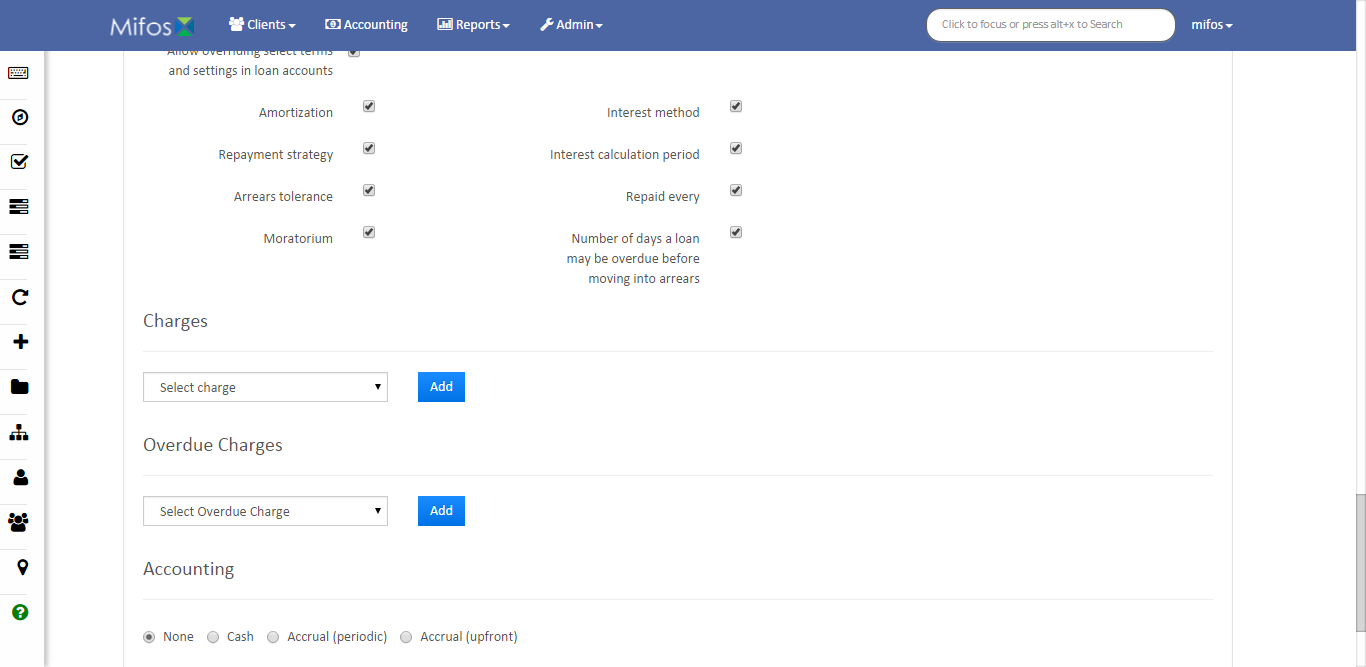 Mifos Clients Accounting Reports Admin Click to focus or press alt+x to Search mifos
Allow overriding select terms
and settings in loan accounts
Amortization Interest method
Repayment strategy Interest calculation period
Arrears tolerance Repaid every
Moratorium Number of days a loan
may be overdue before
moving into arrears
Charges
Select charge Add
Overdue Charges
Select Overdue Charge Add
Accounting
None Cash Accrual (periodic) Accrual (upfront)